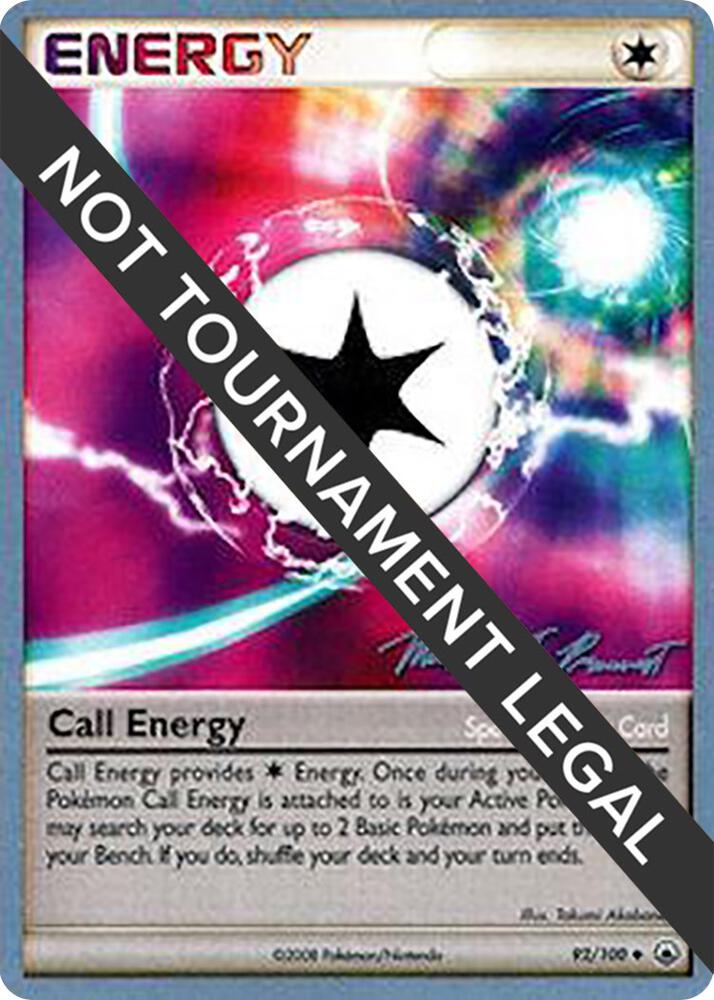 ENERGY
NOT TOURNAMENT LEGAL
Call Energy
Card
Call Energy provides ✶ Energy. Once during
Pokémon Call Energy is attached to is your Active
may search your deck for up to 2 Basic Pokémon and put
your Bench. If you do, shuffle your deck and your turn ends.
Illus. Takumi Akabane
©2008 Pokémon/Nintendo
92/100